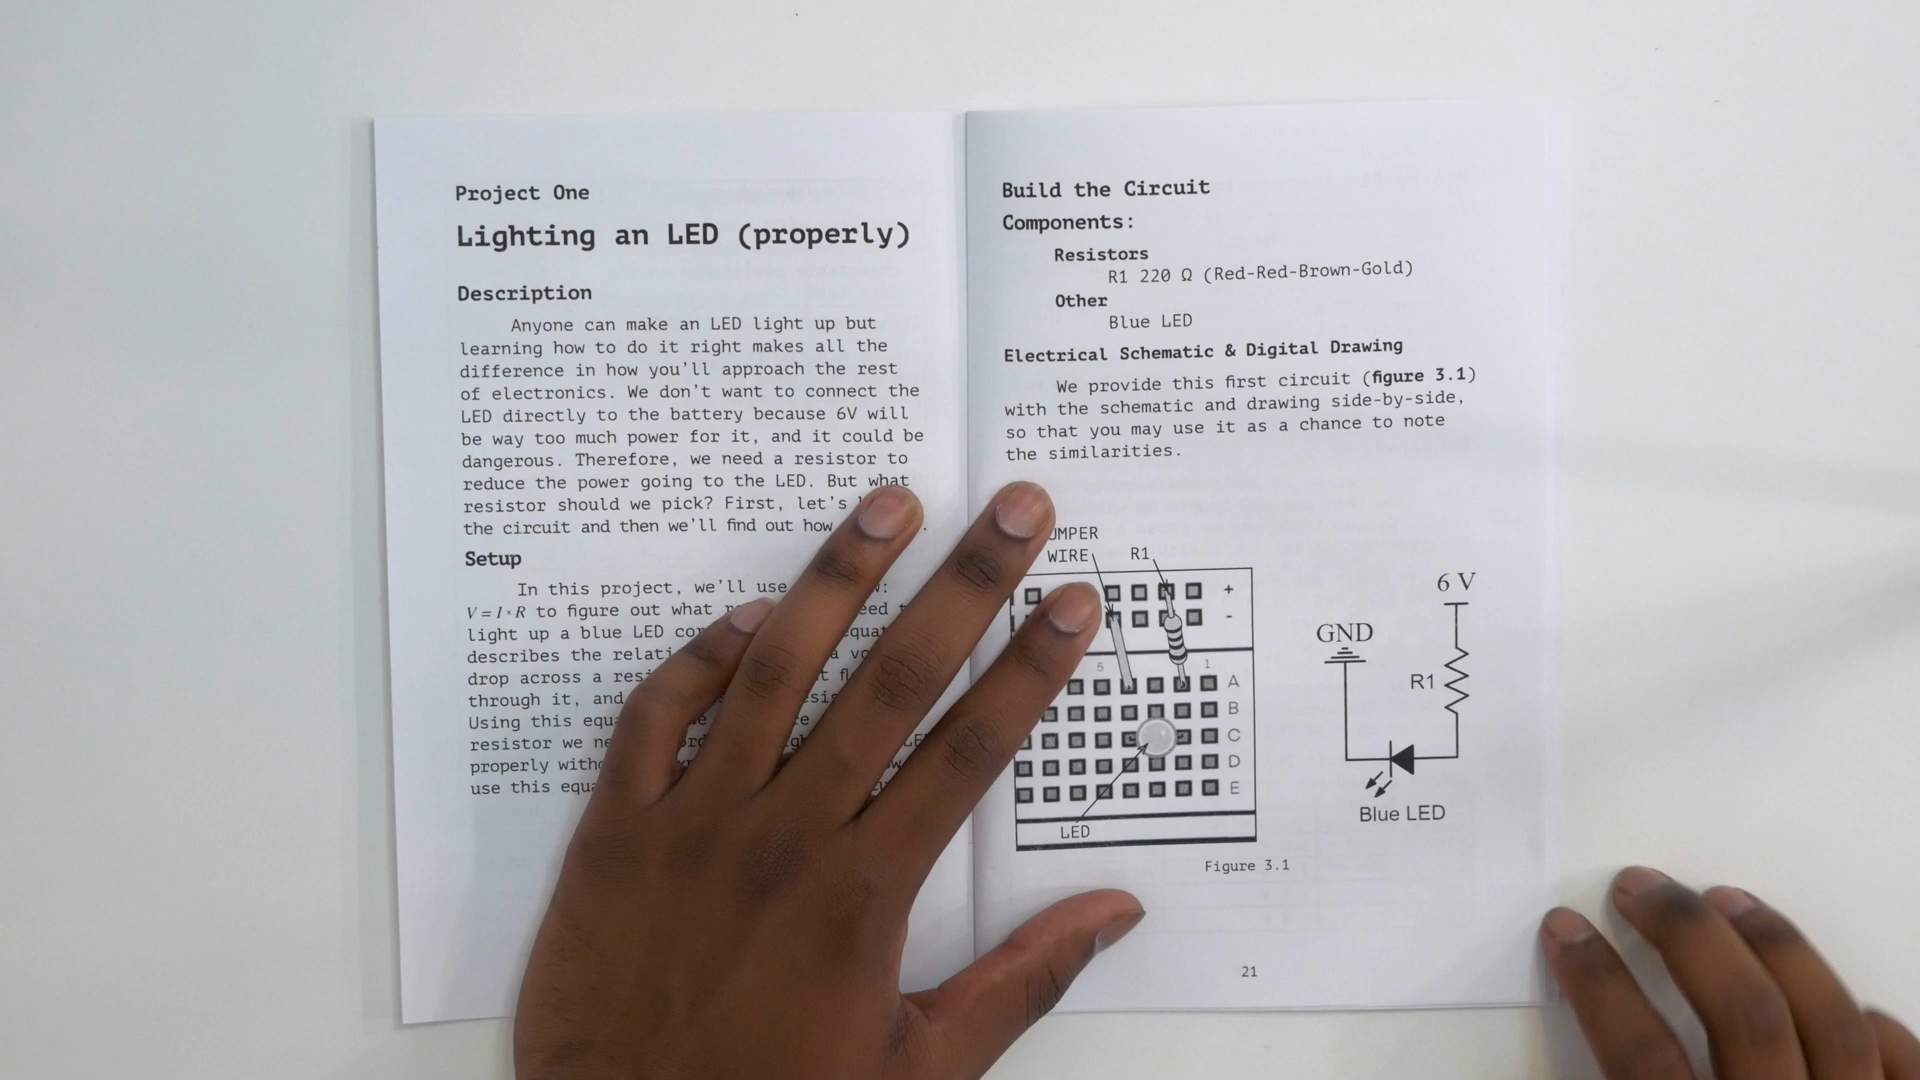 Project One
Lighting an LED (properly)
Description
Anyone can make an LED light up but
learning how to do it right makes all the
difference in how you'll approach the rest
of electronics. We don't want to connect the
LED directly to the battery because 6V will
be way too much power for it, and it could be
dangerous. Therefore, we need a resistor to
reduce the power going to the LED. But what
resistor should we pick? First, let's
the circuit and then we'll find out how .
Setup
In this project, we'll use
V = I × R to figure out what
light up a blue LED
describes the
drop across a
through it, and
Using this
resistor we
properly
use this
Build the Circuit
Components:
Resistors
R1 220 Ω (Red-Red-Brown-Gold)
Other
Blue LED
Electrical Schematic & Digital Drawing
We provide this first circuit (figure 3.1)
with the schematic and drawing side-by-side,
so that you may use it as a chance to note
the similarities.
WIRE R1
+
-
5 1
A
B
C
D
E
LED
6 V
GND
R1
Blue LED
Figure 3.1
21